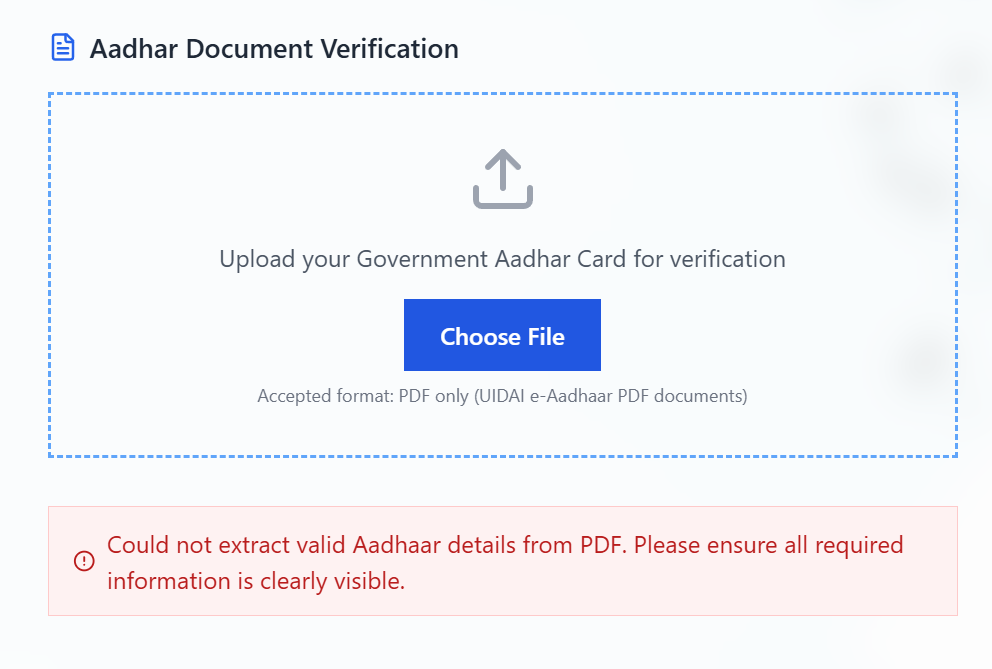 Aadhar Document Verification
Upload your Government Aadhar Card for verification
Choose File
Accepted format: PDF only (UIDAI e-Aadhaar PDF documents)
Could not extract valid Aadhaar details from PDF. Please ensure all required
information is clearly visible.